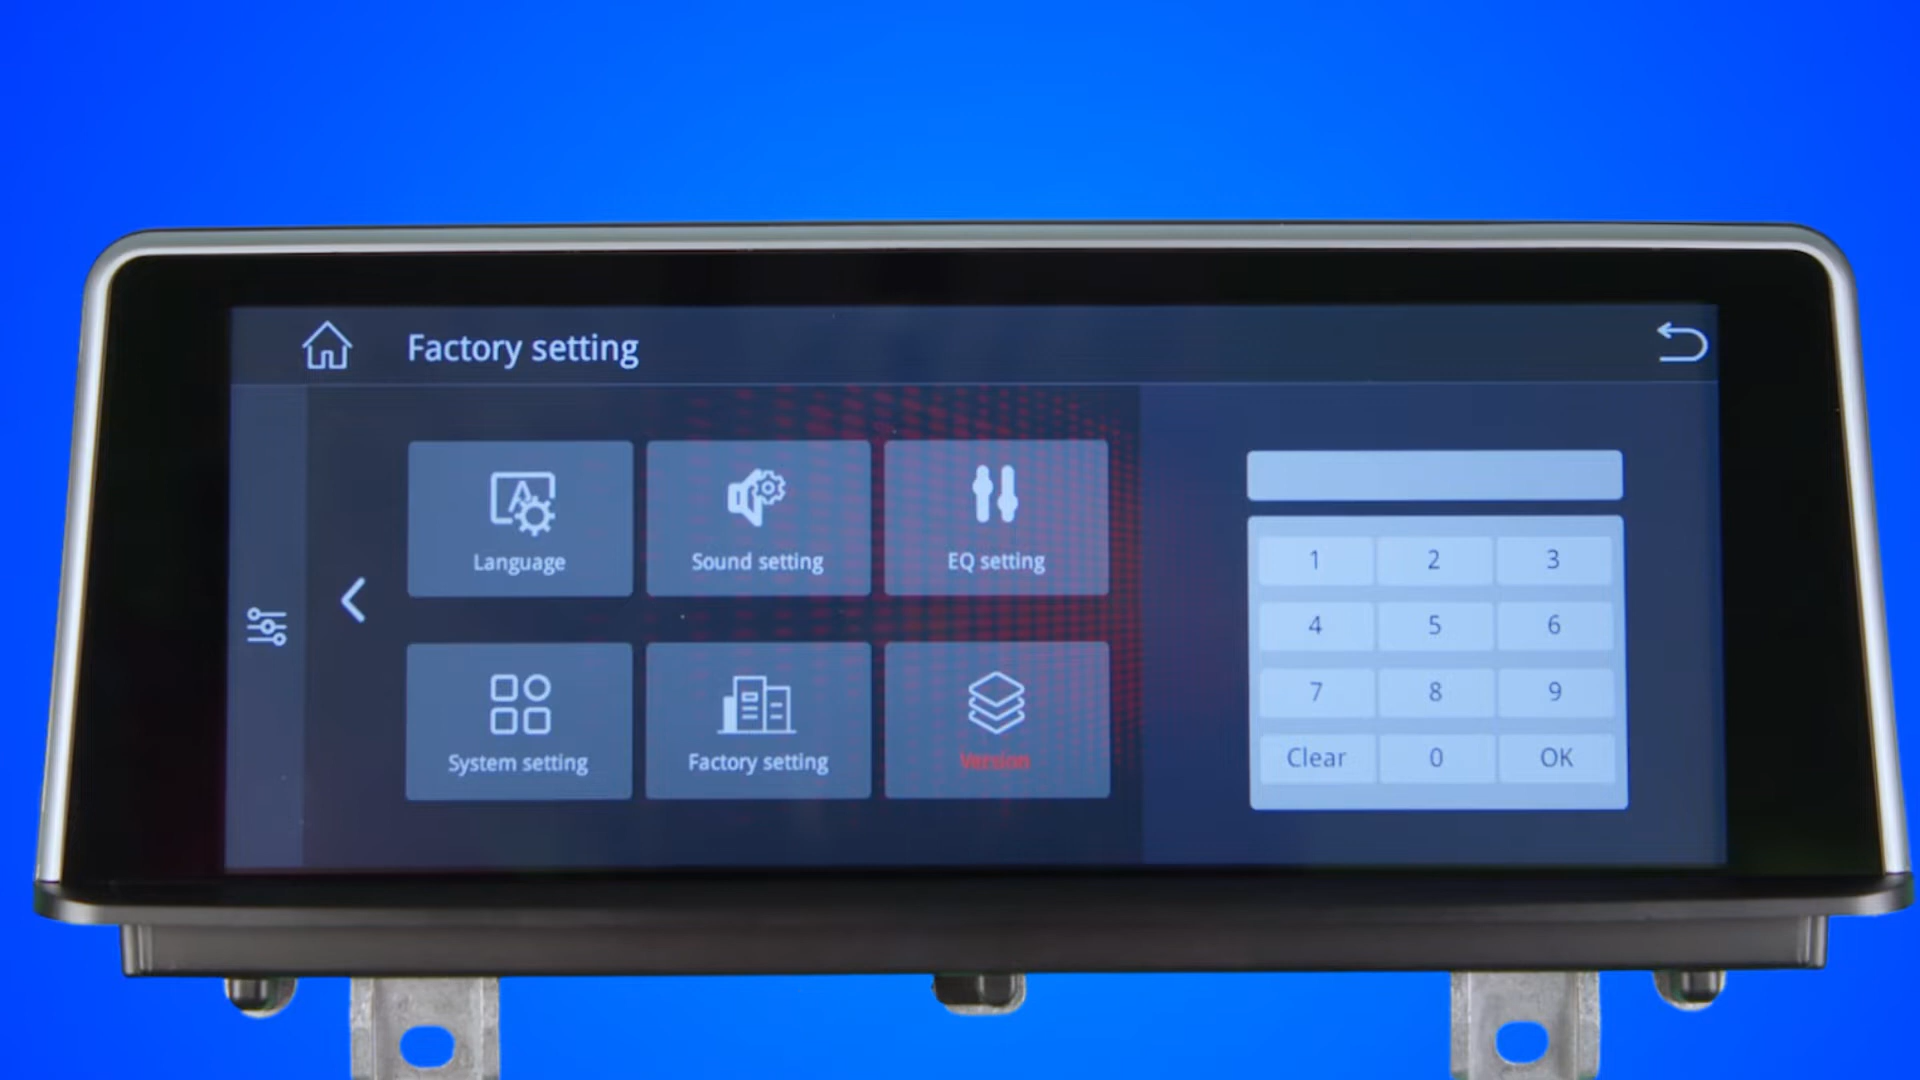 Factory setting
Language
Sound setting
EQ setting
System setting
Factory setting
Version
1 2 3
4 5 6
7 8 9
Clear 0 OK